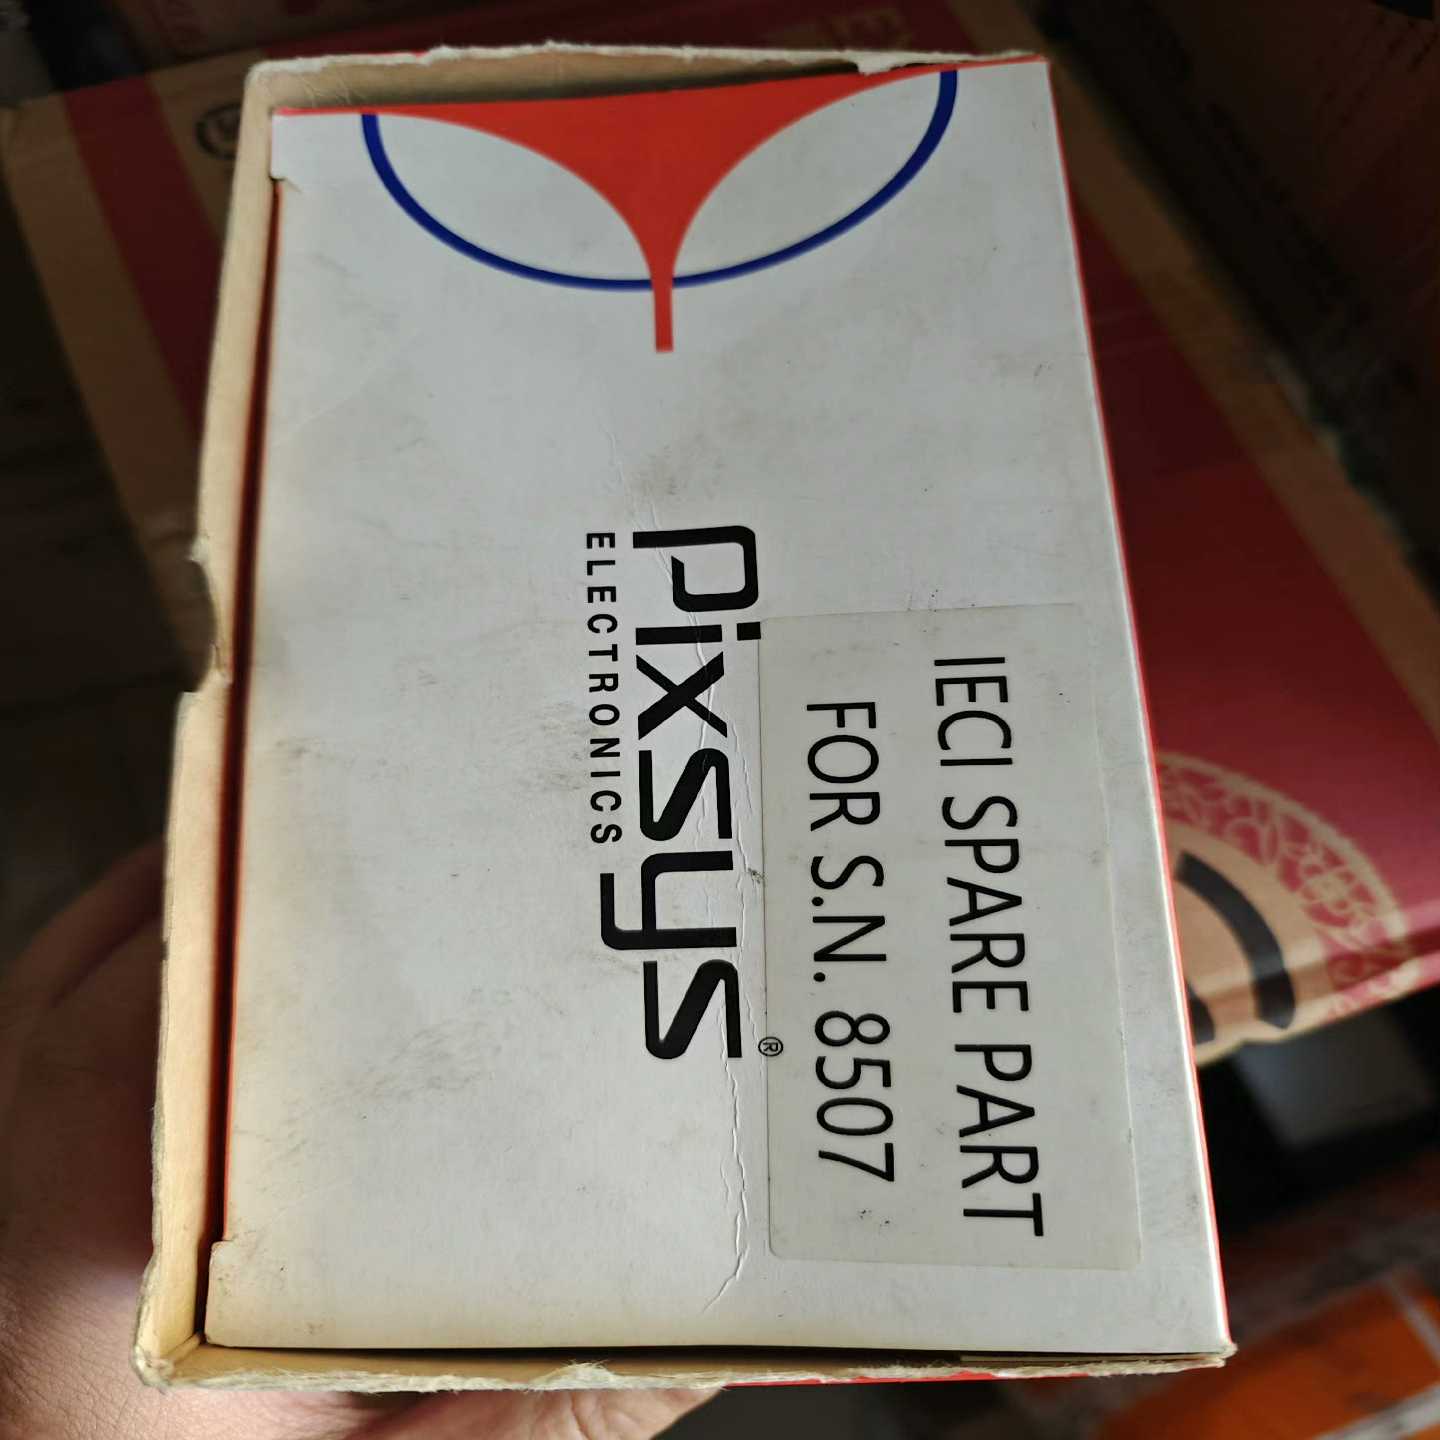 pixsys®
ELECTRONICS
IECI SPARE PART
FOR S.N. 8507